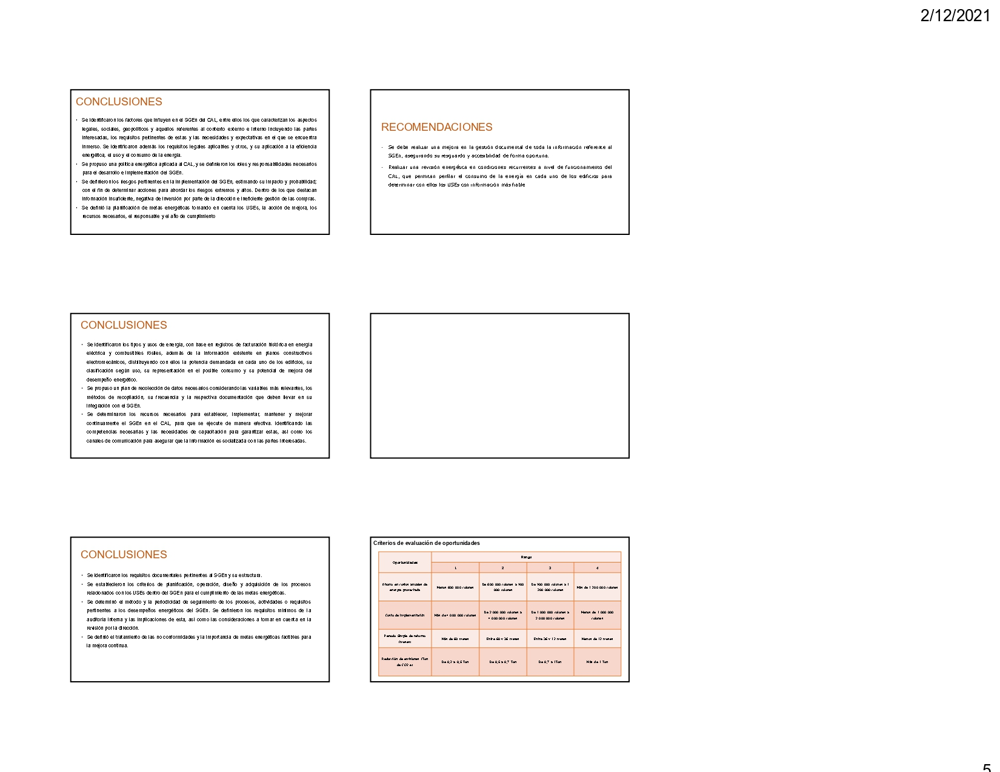 2/12/2021
CONCLUSIONES
• Se identificaron los factores que influyen en el SGEn del CAL, entre ellos los que caracterizan los aspectos
legales, sociales, geopolíticos y aquellos referentes al contexto externo e interno incluyendo las partes
interesadas, los requisitos pertinentes de estas y las necesidades y expectativas en el que se encuentra
inmerso. Se identificaron además los requisitos legales aplicables y otros, y su aplicación a la eficiencia
energética, el uso y el consumo de la energía.
• Se propuso una política energética aplicada al CAL, y se definieron los roles y responsabilidades necesarios
para el desarrollo e implementación del SGEn.
• Se definieron los riesgos pertinentes en la implementación del SGEn, estimando su impacto y probabilidad;
con el fin de determinar acciones para abordar los riesgos extremos y altos. Dentro de los que destacan
información insuficiente, negativa de inversión por parte de la dirección e ineficiente gestión de las compras.
• Se definió la planificación de metas energéticas tomando en cuenta los USEs, la acción de mejora, los
recursos necesarios, el responsable y el año de cumplimiento
RECOMENDACIONES
• Se debe realizar una mejora en la gestión documental de toda la información referente al
SGEn, asegurando su resguardo y accesibilidad de forma oportuna.
• Realizar una revisión energética en condiciones recurrentes a nivel de funcionamiento del
CAL, que permitan perfilar el consumo de la energía en cada uno de los edificios para
determinar con ellos los USEs con información más fiable
CONCLUSIONES
• Se identificaron los tipos y usos de energía, con base en registros de facturación histórica en energía
eléctrica y combustibles fósiles, además de la información existente en planos constructivos
electromecánicos, distribuyendo con ellos la potencia demandada en cada uno de los edificios, su
clasificación según uso, su representación en el posible consumo y su potencial de mejora del
desempeño energético.
• Se propuso un plan de recolección de datos necesarios considerando las variables más relevantes, los
métodos de recopilación, su frecuencia y la respectiva documentación que deben llevar en su
integración con el SGEn.
• Se determinaron los recursos necesarios para establecer, implementar, mantener y mejorar
continuamente el SGEn en el CAL, para que se ejecute de manera efectiva. Identificando las
competencias necesarias y las necesidades de capacitación para garantizar estas, así como los
canales de comunicación para asegurar que la información es socializada con las partes interesadas.
CONCLUSIONES
• Se identificaron los requisitos documentales pertinentes al SGEn y su estructura.
• Se establecieron los criterios de planificación, operación, diseño y adquisición de los procesos
relacionados con los USEs dentro del SGEn para el cumplimiento de las metas energéticas.
• Se determinó el método y la periodicidad de seguimiento de los procesos, actividades o requisitos
pertinentes a los desempeños energéticos del SGEn. Se definieron los requisitos mínimos de la
auditoría interna y las implicaciones de esta, así como las consideraciones a tomar en cuenta en la
revisión por la dirección.
• Se definió el tratamiento de las no conformidades y la importancia de metas energéticas factibles para
la mejora continua.
Criterios de evaluación de oportunidades
Oportunidades
Rango
1 2 3 4
Ahorro en costos anuales de
energía proyectada
Menos 600 000 colones
De 600 000 colones a 900
000 colones
De 900 000 colones a 1
200 000 colones
Más de 1 200 000 colones
Costo de implementación
Más de 000 000 colones
De 2 000 000 colones a
000 000 colones
De 1 000 000 colones a
2 000 000 colones
Menos de 1 000 000
colones
Periodo Simple de retorno
(meses)
Más de 60 meses
Entre 60 y 36 meses
Entre 36 y 12 meses
Menos de 12 meses
Reducción de emisiones (Ton
de CO2 e)
De 0,3 a 0,5 Ton
De 0,5 a 0,7 Ton
De 0,7 a 1Ton
Más de 1 Ton
5